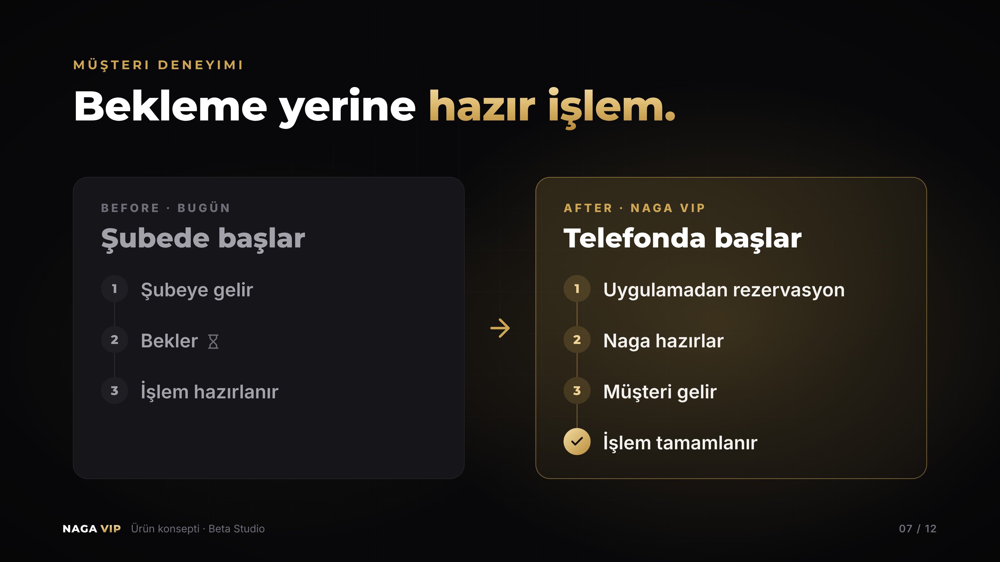 MÜŞTERI DENEYIMI
Bekleme yerine hazır işlem.
BEFORE · BUGÜN
Şubede başlar
1 Şubeye gelir
2 Bekler
3 İşlem hazırlanır
AFTER · NAGA VIP
Telefonda başlar
1 Uygulamadan rezervasyon
2 Naga hazırlar
3 Müşteri gelir
İşlem tamamlanır
NAGA VIP Ürün konsepti · Beta Studio
07 / 12